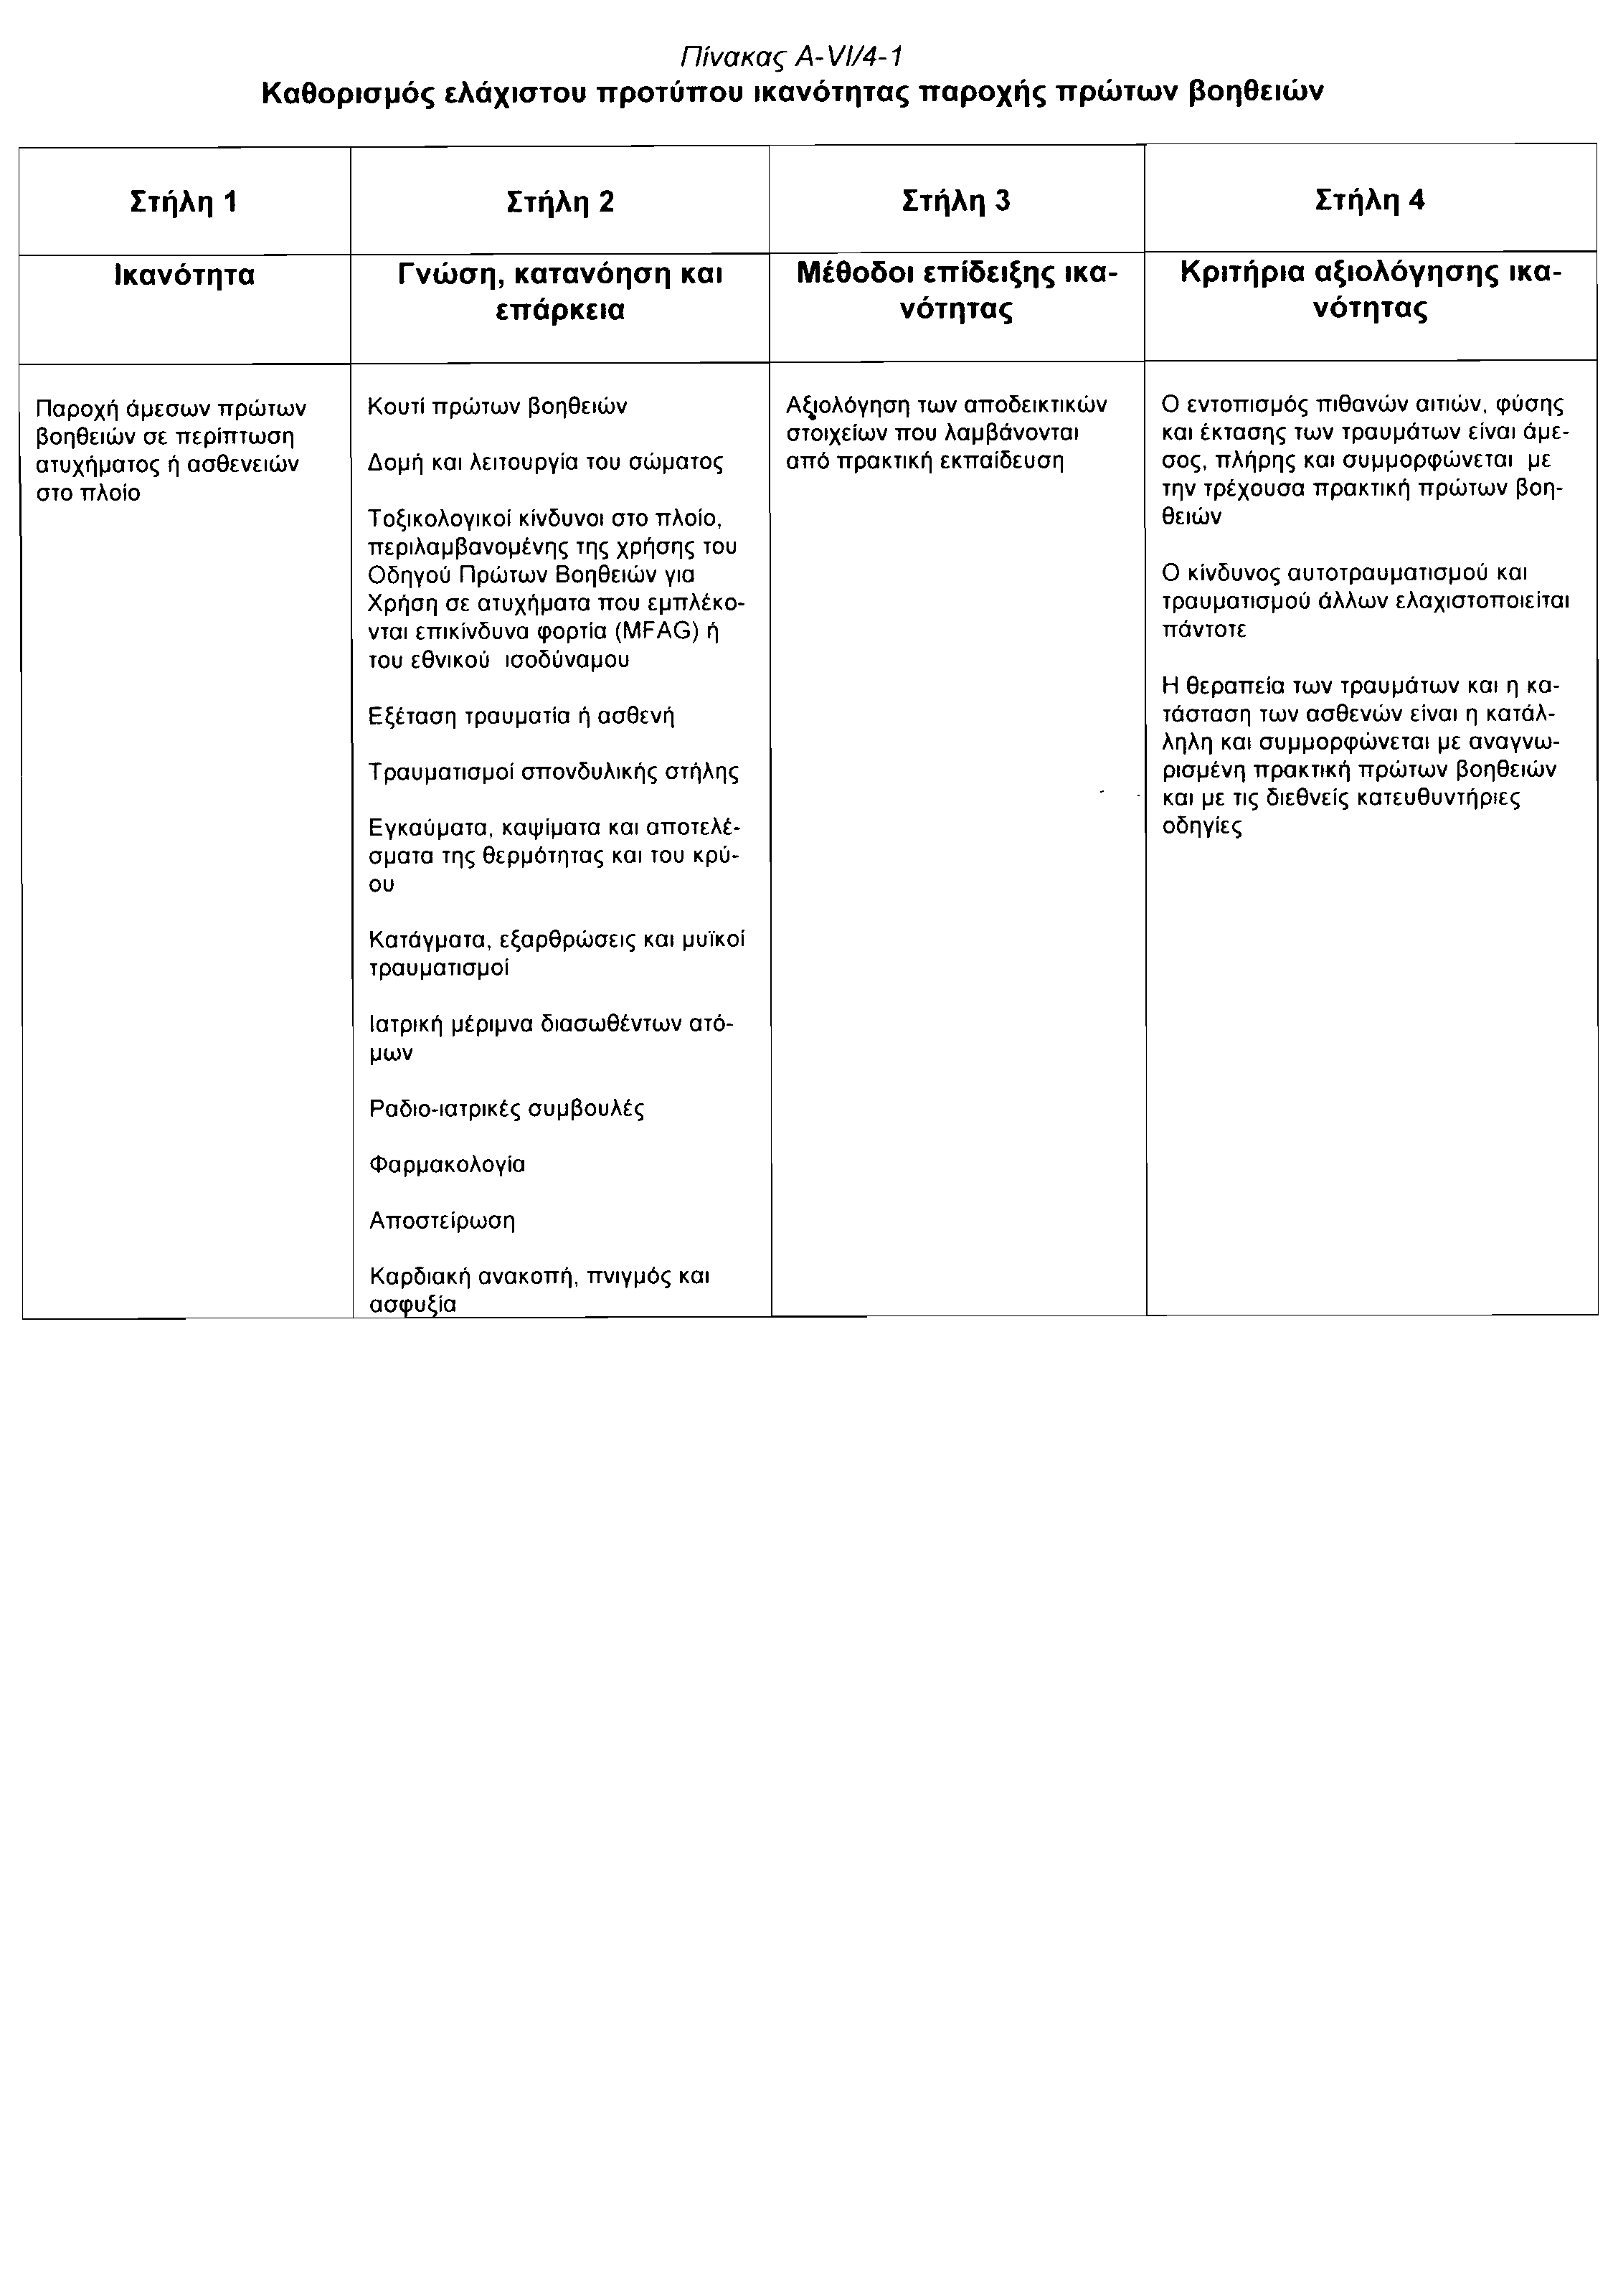 Πίνακας Α-VI/4-1
Καθορισμός ελάχιστου προτύπου ικανότητας παροχής πρώτων βοηθειών
Στήλη 1
Στήλη 2
Στήλη 3
Στήλη 4
Ικανότητα
Γνώση, κατανόηση και
επάρκεια
Μέθοδοι επίδειξης ικα-
νότητας
Κριτήρια αξιολόγησης ικα-
νότητας
Παροχή άμεσων πρώτων
βοηθειών σε περίπτωση
ατυχήματος ή ασθενειών
στο πλοίο
Κουτί πρώτων βοηθειών
Δομή και λειτουργία του σώματος
Τοξικολογικοί κίνδυνοι στο πλοίο,
περιλαμβανομένης της χρήσης του
Οδηγού Πρώτων Βοηθειών για
Χρήση σε ατυχήματα που εμπλέκο-
νται επικίνδυνα φορτία (MFAG) ή
του εθνικού ισοδύναμου
Εξέταση τραυματία ή ασθενή
Τραυματισμοί σπονδυλικής στήλης
Εγκαύματα, καψίματα και αποτελέ-
σματα της θερμότητας και του κρύ-
ου
Κατάγματα, εξαρθρώσεις και μυϊκοί
τραυματισμοί
Ιατρική μέριμνα διασωθέντων ατό-
μων
Ραδιο-ιατρικές συμβουλές
Φαρμακολογία
Αποστείρωση
Καρδιακή ανακοπή, πνιγμός και
ασφυξία
Αξιολόγηση των αποδεικτικών
στοιχείων που λαμβάνονται
από πρακτική εκπαίδευση
Ο εντοπισμός πιθανών αιτιών, φύσης
και έκτασης των τραυμάτων είναι άμε-
σος, πλήρης και συμμορφώνεται με
την τρέχουσα πρακτική πρώτων βοη-
θειών
Ο κίνδυνος αυτοτραυματισμού και
τραυματισμού άλλων ελαχιστοποιείται
πάντοτε
Η θεραπεία των τραυμάτων και η κα-
τάσταση των ασθενών είναι η κατάλ-
ληλη και συμμορφώνεται με αναγνω-
ρισμένη πρακτική πρώτων βοηθειών
και με τις διεθνείς κατευθυντήριες
οδηγίες